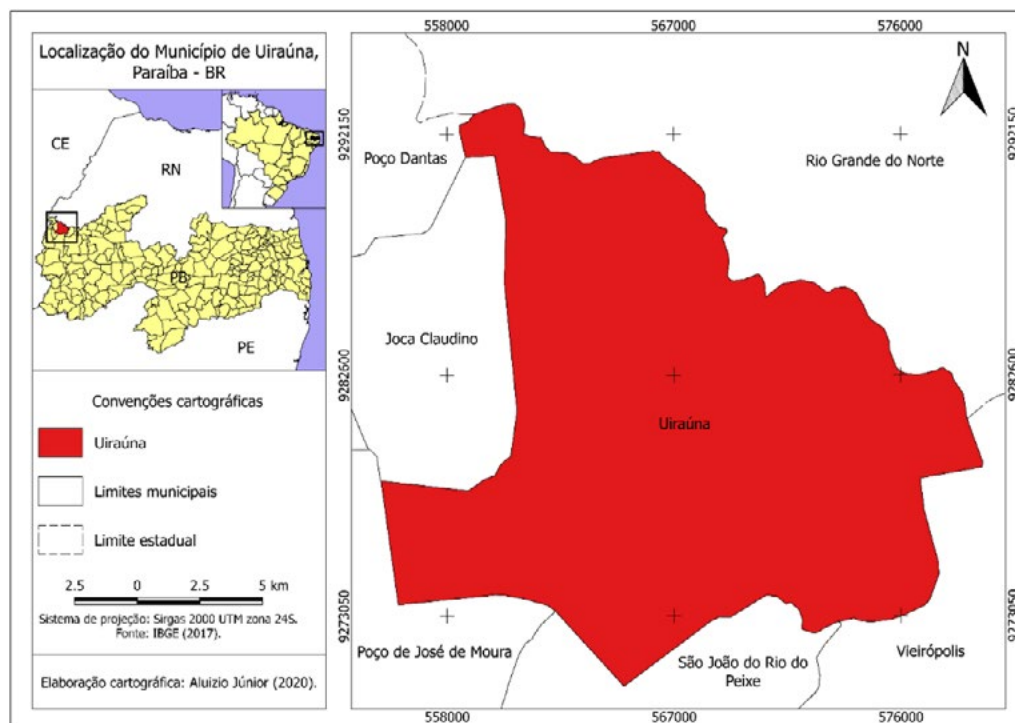 Localização do Município de Uiraúna,
Paraíba - BR
CE
RN
PB
PE
Convenções cartográficas
Uiraúna
Limites municipais
Limite estadual
2.5 0 2.5 5 km
Sistema de projeção: Sirgas 2000 UTM zona 24S.
Fonte: IBGE (2017).
Elaboração cartográfica: Aluizio Júnior (2020).
558000 567000 576000
N
9292150 9292150
Poço Dantas
Rio Grande do Norte
Joca Claudino
9282600 9282600
Uiraúna
9273050 9273050
Poço de José de Moura
São João do Rio do
Peixe
Vieirópolis
558000 567000 576000